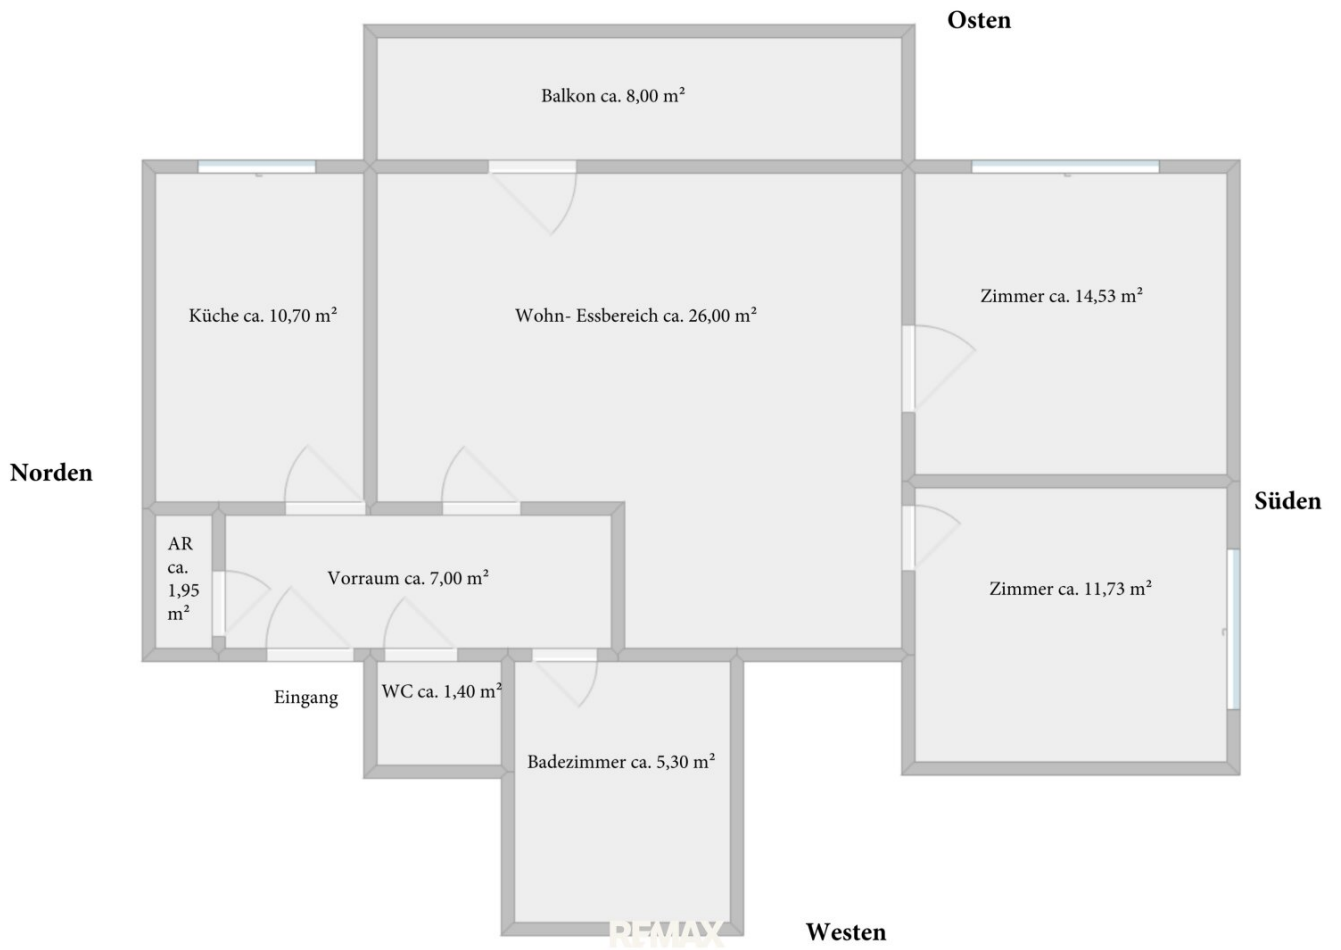 Osten
Balkon ca. 8,00 m²
Küche ca. 10,70 m²
Wohn- Essbereich ca. 26,00 m²
Zimmer ca. 14,53 m²
Norden
Süden
AR
ca.
1,95
m²
Vorraum ca. 7,00 m²
Zimmer ca. 11,73 m²
Eingang
WC ca. 1,40 m²
Badezimmer ca. 5,30 m²
Westen
RE/MAX